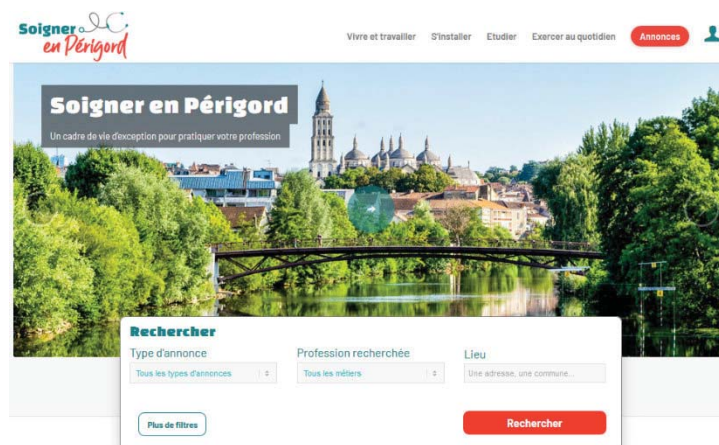 Soigner
en Périgord
Vivre et travailler S'installer Etudier Exercer au quotidien Annonces
Soigner en Périgord
Un cadre de vie d'exception pour pratiquer votre profession
Rechercher
Type d'annonce Profession recherchée Lieu
Tous les types d'annonces Tous les métiers Une adresse, une commune...
Plus de filtres Rechercher